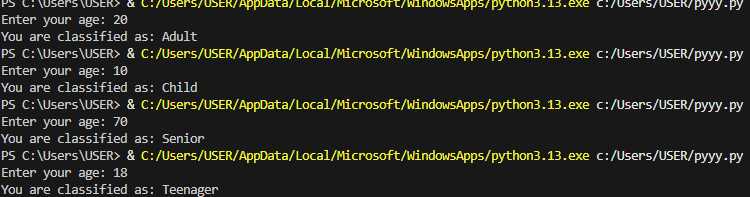 PS C:\Users\USER> & C:/Users/USER/AppData/Local/Microsoft/WindowsApps/python3.13.exe c:/Users/USER/pyyy.py
Enter your age: 20
You are classified as: Adult
PS C:\Users\USER> & C:/Users/USER/AppData/Local/Microsoft/WindowsApps/python3.13.exe c:/Users/USER/pyyy.py
Enter your age: 10
You are classified as: Child
PS C:\Users\USER> & C:/Users/USER/AppData/Local/Microsoft/WindowsApps/python3.13.exe c:/Users/USER/pyyy.py
Enter your age: 70
You are classified as: Senior
PS C:\Users\USER> & C:/Users/USER/AppData/Local/Microsoft/WindowsApps/python3.13.exe c:/Users/USER/pyyy.py
Enter your age: 18
You are classified as: Teenager